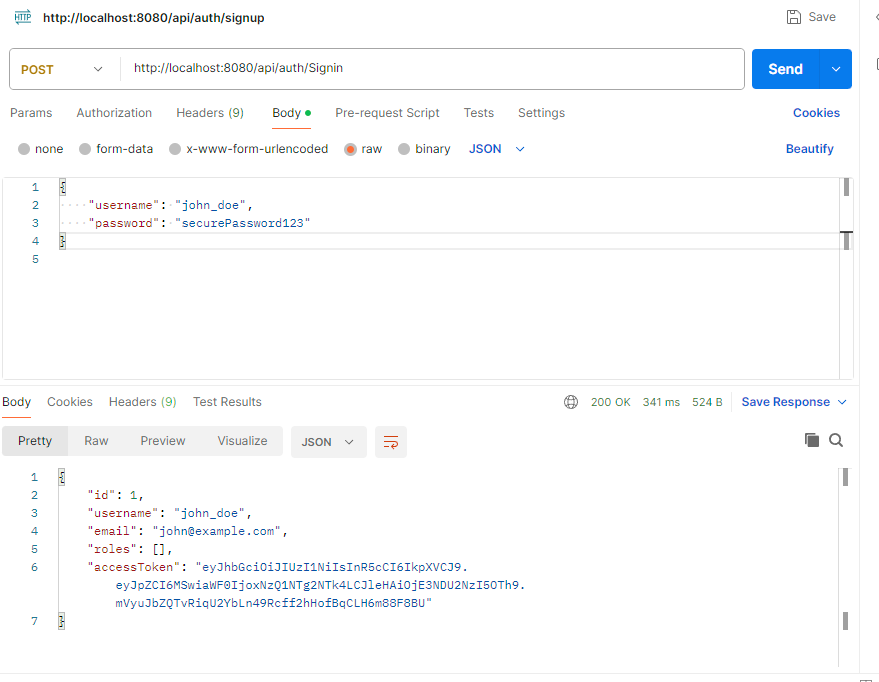 HTTP http://localhost:8080/api/auth/signup Save
POST http://localhost:8080/api/auth/Signin Send
Params Authorization Headers (9) Body Pre-request Script Tests Settings Cookies
none form-data x-www-form-urlencoded raw binary JSON Beautify
1 {
2 "username": "john_doe",
3 "password": "securePassword123"
4 }
5
Body Cookies Headers (9) Test Results 200 OK 341 ms 524 B Save Response
Pretty Raw Preview Visualize JSON
1 {
2 "id": 1,
3 "username": "john_doe",
4 "email": "john@example.com",
5 "roles": [],
6 "accessToken": "eyJhbGciOiJIUzI1NiIsInR5cCI6IkpXVCJ9.
eyJpZCI6MSwiaWF0IjoxNzQ1NTg2NTk4LCJleHAiOjE3NDU2NzI5OTh9.
mVyuJbZQTvRiqU2YbLn49Rcff2hHofBqCLH6m88F8BU"
7 }